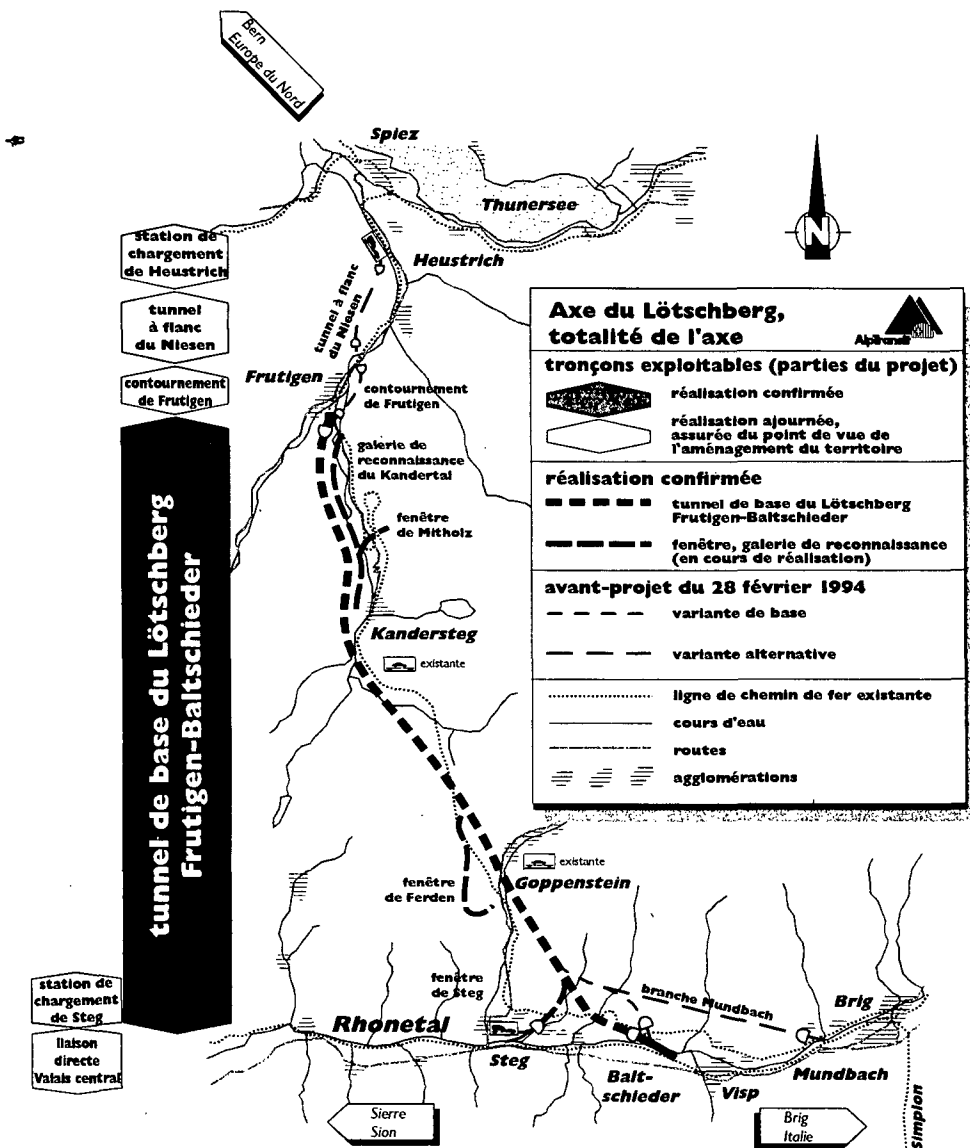 Bern
Europe du Nord
Spiez
Thunersee
station de
chargement
de Heustrich
Heustrich
tunnel
à flanc
du Niesen
tunnel à flanc
du Niesen
contournement
de Frutigen
Frutigen
contournement
de Frutigen
galerie de
reconnaissance
du Kandertal
fenêtre
de Mitholz
Kandersteg
existante
tunnel de base du Lötschberg
Frutigen-Baltschieder
existante
Goppenstein
fenêtre
de Ferden
station de
chargement
de Steg
liaison
directe
Valais central
fenêtre
de Steg
branche Mundbach
Brig
Rhonetal
Steg
Balt-
schieder
Visp
Mundbach
Simplon
Sierre
Sion
Brig
Italie
N
Axe du Lötschberg,
totalité de l'axe
Alptransit
tronçons exploitables (parties du projet)
réalisation confirmée
réalisation ajournée,
assurée du point de vue de
l'aménagement du territoire
réalisation confirmée
tunnel de base du Lötschberg
Frutigen-Baltschieder
fenêtre, galerie de reconnaissance
(en cours de réalisation)
avant-projet du 28 février 1994
variante de base
variante alternative
ligne de chemin de fer existante
cours d'eau
routes
agglomérations